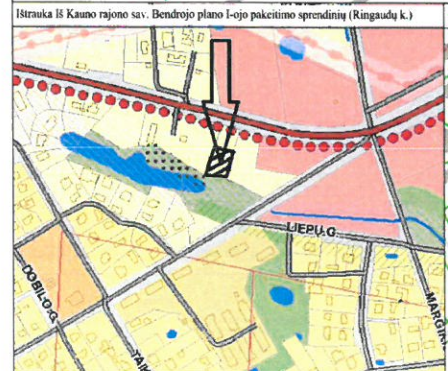 Ištrauka Iš Kauno rajono sav. Bendrojo plano I-ojo pakeitimo sprendinių (Ringaudų k.)
LIEPŲ G.
DOBILO G.